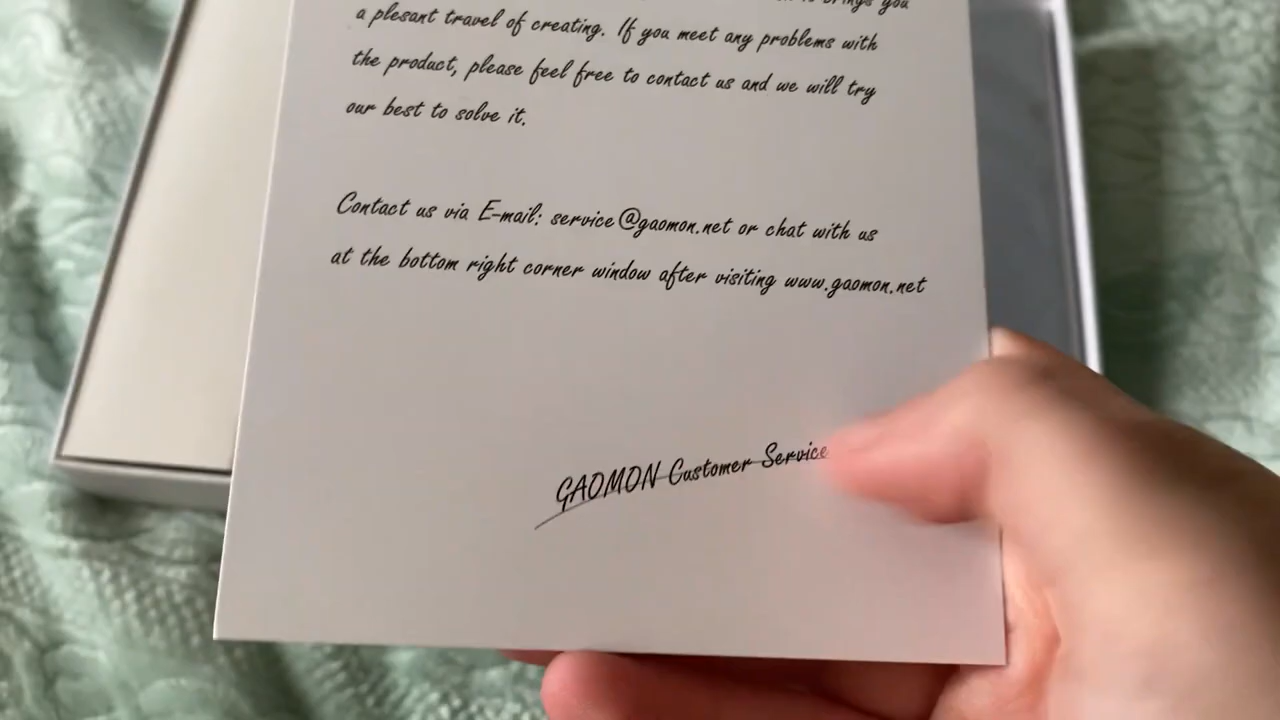 brings you
a plesant travel of creating. If you meet any problems with
the product, please feel free to contact us and we will try
our best to solve it.
Contact us via E-mail: service@gaomon.net or chat with us
at the bottom right corner window after visiting www.gaomon.net
GAOMON Customer Service